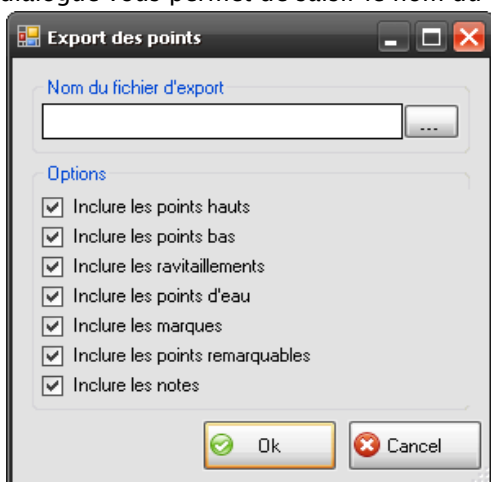 Export des points
Nom du fichier d'export
...
Options
Inclure les points hauts
Inclure les points bas
Inclure les ravitaillements
Inclure les points d'eau
Inclure les marques
Inclure les points remarquables
Inclure les notes
Ok
Cancel